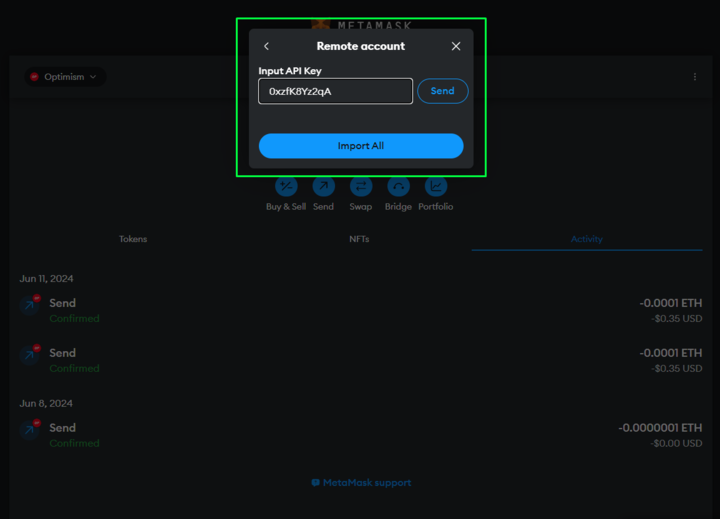 METAMASK
Remote account
Optimism
Input API Key
0xzfK8Yz2qA
Send
Import All
Buy & Sell
Send
Swap
Bridge
Portfolio
Tokens
NFTs
Activity
Jun 11, 2024
Send
-0.0001 ETH
Confirmed
-$0.35 USD
Send
-0.0001 ETH
Confirmed
-$0.35 USD
Jun 8, 2024
Send
-0.0000001 ETH
Confirmed
-$0.00 USD
MetaMask support